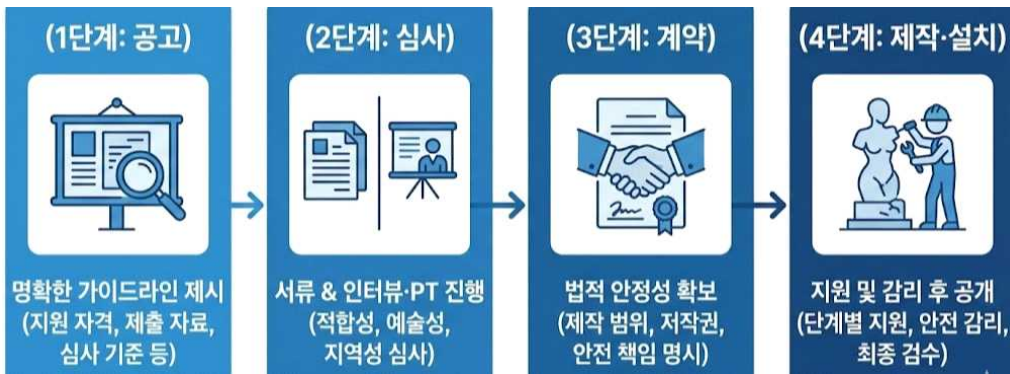 (1단계: 공고)
명확한 가이드라인 제시
(지원 자격, 제출 자료,
심사 기준 등)
(2단계: 심사)
서류 & 인터뷰·PT 진행
(적합성, 예술성,
지역성 심사)
(3단계: 계약)
법적 안정성 확보
(제작 범위, 저작권,
안전 책임 명시)
(4단계: 제작·설치)
지원 및 감리 후 공개
(단계별 지원, 안전 감리,
최종 검수)